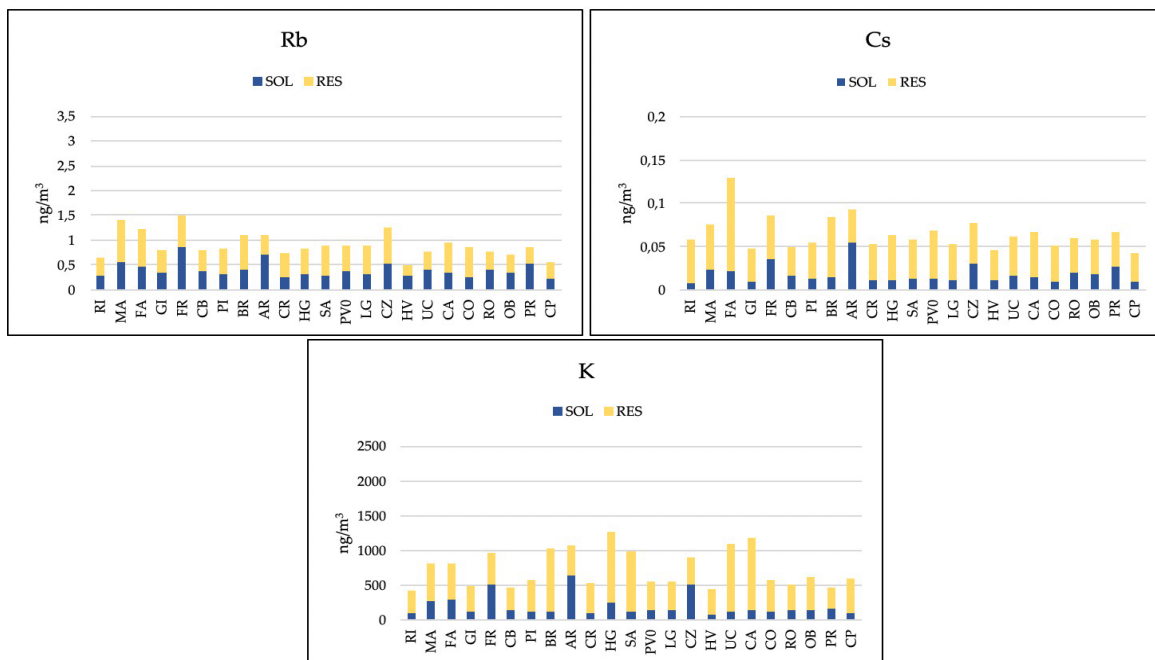 Rb
SOL RES
3,5
3
2,5
2
1,5
1
0,5
0
ng/m³
RI MA FA GI FR CB PI BR AR CR HG SA PV0 LG CZ HV UC CA CO RO OB PR CP
Cs
SOL RES
0,2
0,15
0,1
0,05
0
ng/m³
RI MA FA GI FR CB PI BR AR CR HG SA PV0 LG CZ HV UC CA CO RO OB PR CP
K
SOL RES
2500
2000
1500
1000
500
0
ng/m³
RI MA FA GI FR CB PI BR AR CR HG SA PV0 LG CZ HV UC CA CO RO OB PR CP